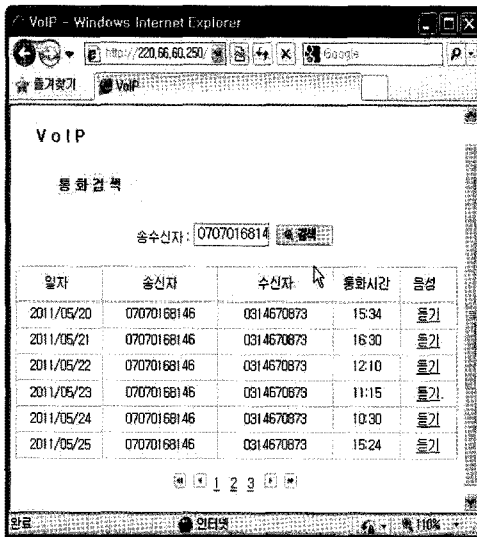 VoIP - Windows Internet Explorer
http://220.66.60.250/ Google
즐겨찾기 VoIP
VoIP
통화검색
송수신자 : 0707016814 검색
일자 송신자 수신자 통화시간 음성
2011/05/20 07070168146 0314670873 15:34 듣기
2011/05/21 07070168146 0314670873 16:30 듣기
2011/05/22 07070168146 0314670873 12:10 듣기
2011/05/23 07070168146 0314670873 11:15 듣기
2011/05/24 07070168146 0314670873 10:30 듣기
2011/05/25 07070168146 0314670873 15:24 듣기
1 2 3
완료 인터넷 110%